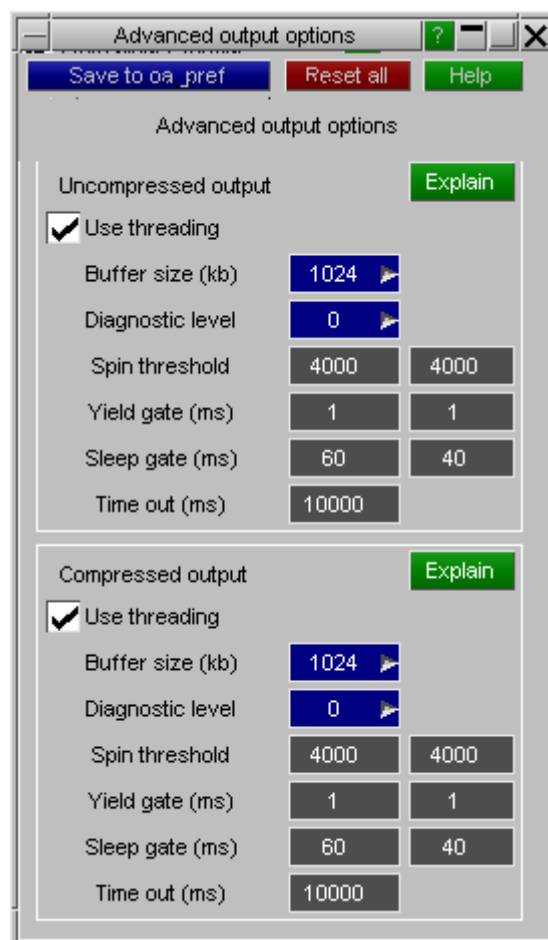 Advanced output options ?
Save to oa_pref Reset all Help
Advanced output options
Uncompressed output Explain
Use threading
Buffer size (kb) 1024
Diagnostic level 0
Spin threshold 4000 4000
Yield gate (ms) 1 1
Sleep gate (ms) 60 40
Time out (ms) 10000
Compressed output Explain
Use threading
Buffer size (kb) 1024
Diagnostic level 0
Spin threshold 4000 4000
Yield gate (ms) 1 1
Sleep gate (ms) 60 40
Time out (ms) 10000